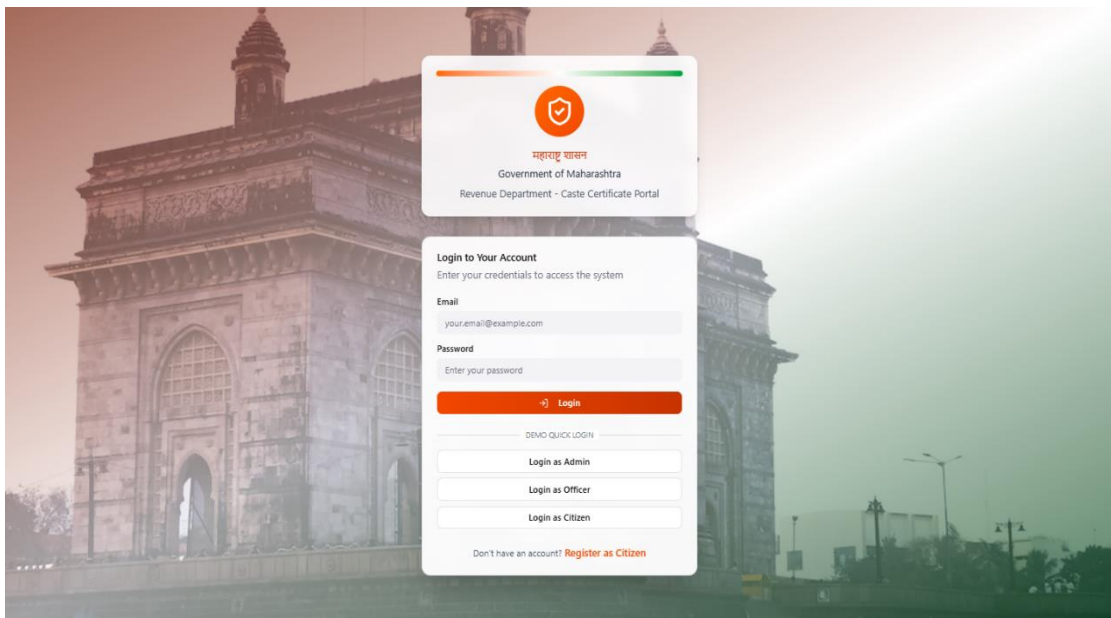 महाराष्ट्र शासन
Government of Maharashtra
Revenue Department - Caste Certificate Portal
Login to Your Account
Enter your credentials to access the system
Email
your.email@example.com
Password
Enter your password
Login
DEMO QUICK LOGIN
Login as Admin
Login as Officer
Login as Citizen
Don't have an account? Register as Citizen